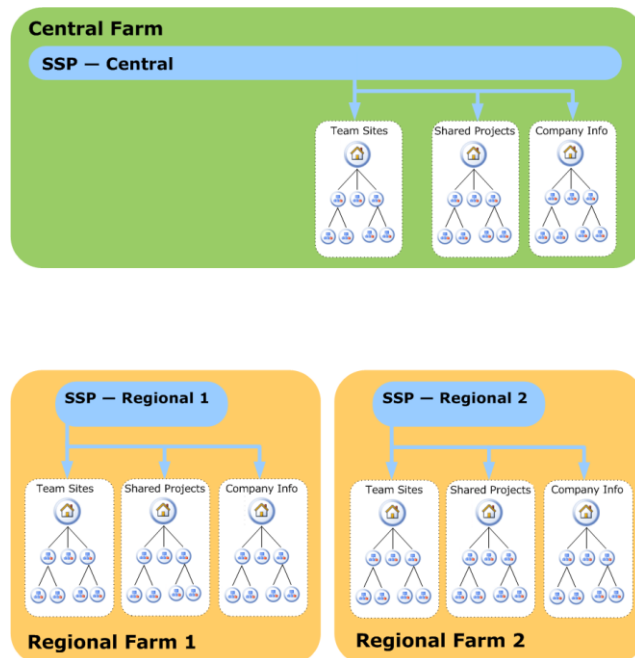 Central Farm
SSP — Central
Team Sites
Shared Projects
Company Info
SSP — Regional 1
Team Sites
Shared Projects
Company Info
Regional Farm 1
SSP — Regional 2
Team Sites
Shared Projects
Company Info
Regional Farm 2